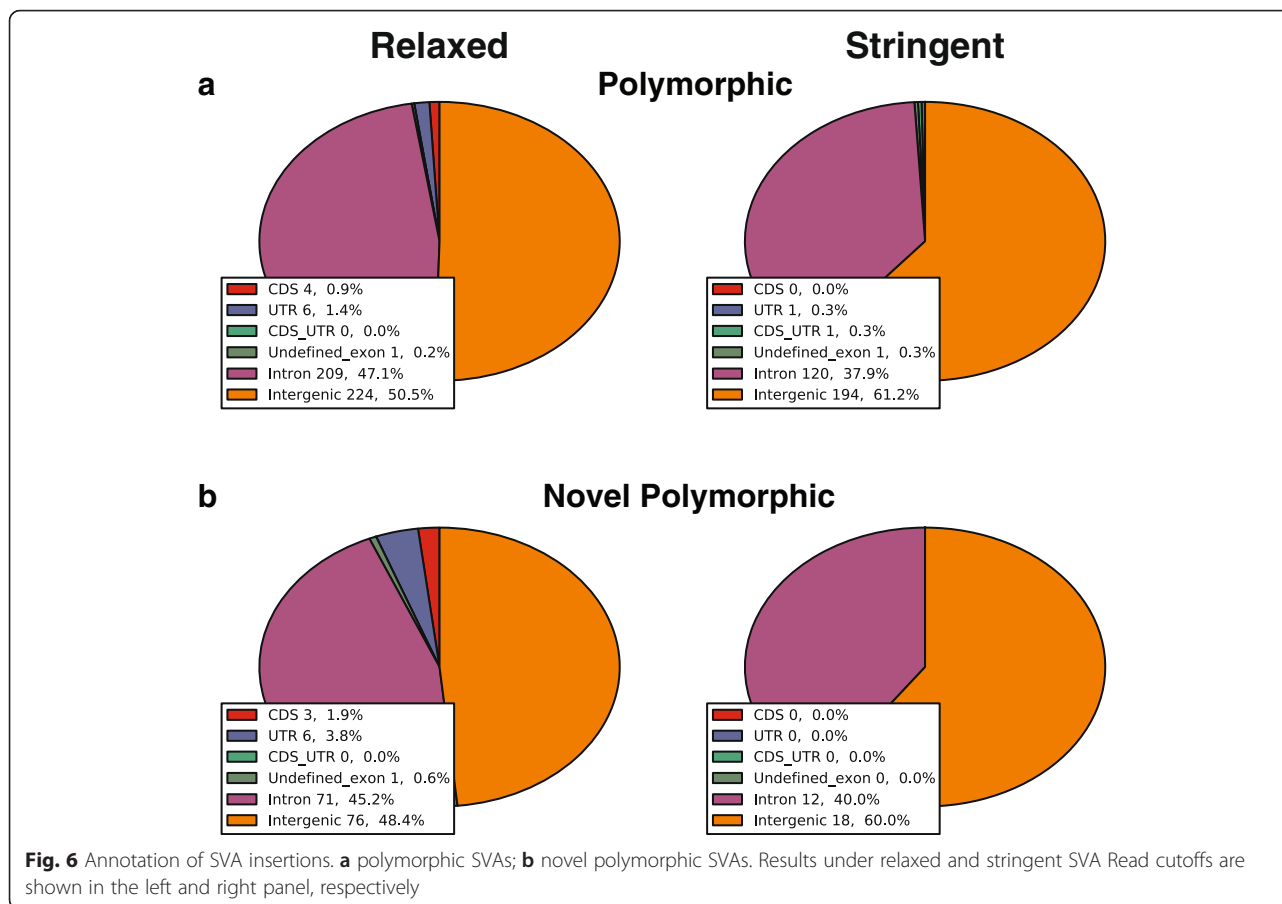 Relaxed Stringent
a Polymorphic
CDS 4, 0.9%
UTR 6, 1.4%
CDS_UTR 0, 0.0%
Undefined_exon 1, 0.2%
Intron 209, 47.1%
Intergenic 224, 50.5%
CDS 0, 0.0%
UTR 1, 0.3%
CDS_UTR 1, 0.3%
Undefined_exon 1, 0.3%
Intron 120, 37.9%
Intergenic 194, 61.2%
b Novel Polymorphic
CDS 3, 1.9%
UTR 6, 3.8%
CDS_UTR 0, 0.0%
Undefined_exon 1, 0.6%
Intron 71, 45.2%
Intergenic 76, 48.4%
CDS 0, 0.0%
UTR 0, 0.0%
CDS_UTR 0, 0.0%
Undefined_exon 0, 0.0%
Intron 12, 40.0%
Intergenic 18, 60.0%
Fig. 6 Annotation of SVA insertions. a polymorphic SVAs; b novel polymorphic SVAs. Results under relaxed and stringent SVA Read cutoffs are
shown in the left and right panel, respectively